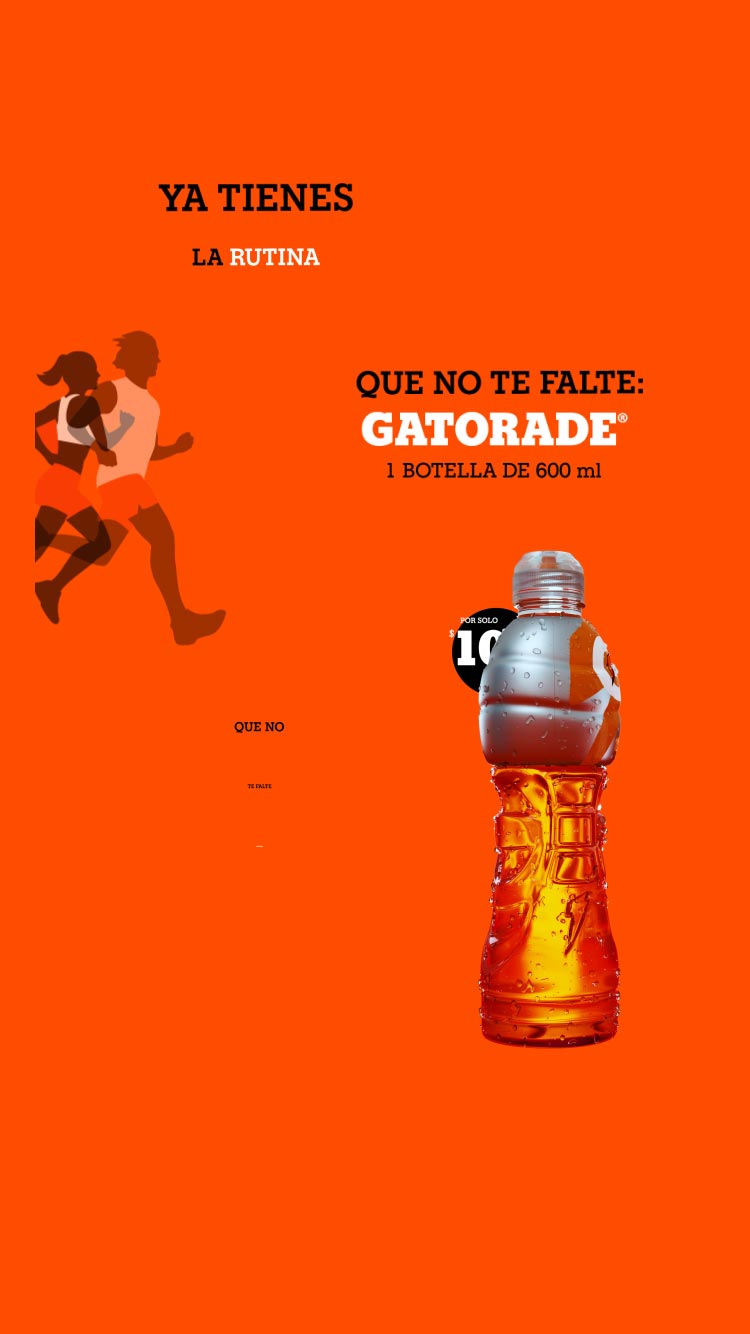 YA TIENES
LA RUTINA
QUE NO TE FALTE:
GATORADE®
1 BOTELLA DE 600 ml
POR SOLO
$10
QUE NO
TE FALTE